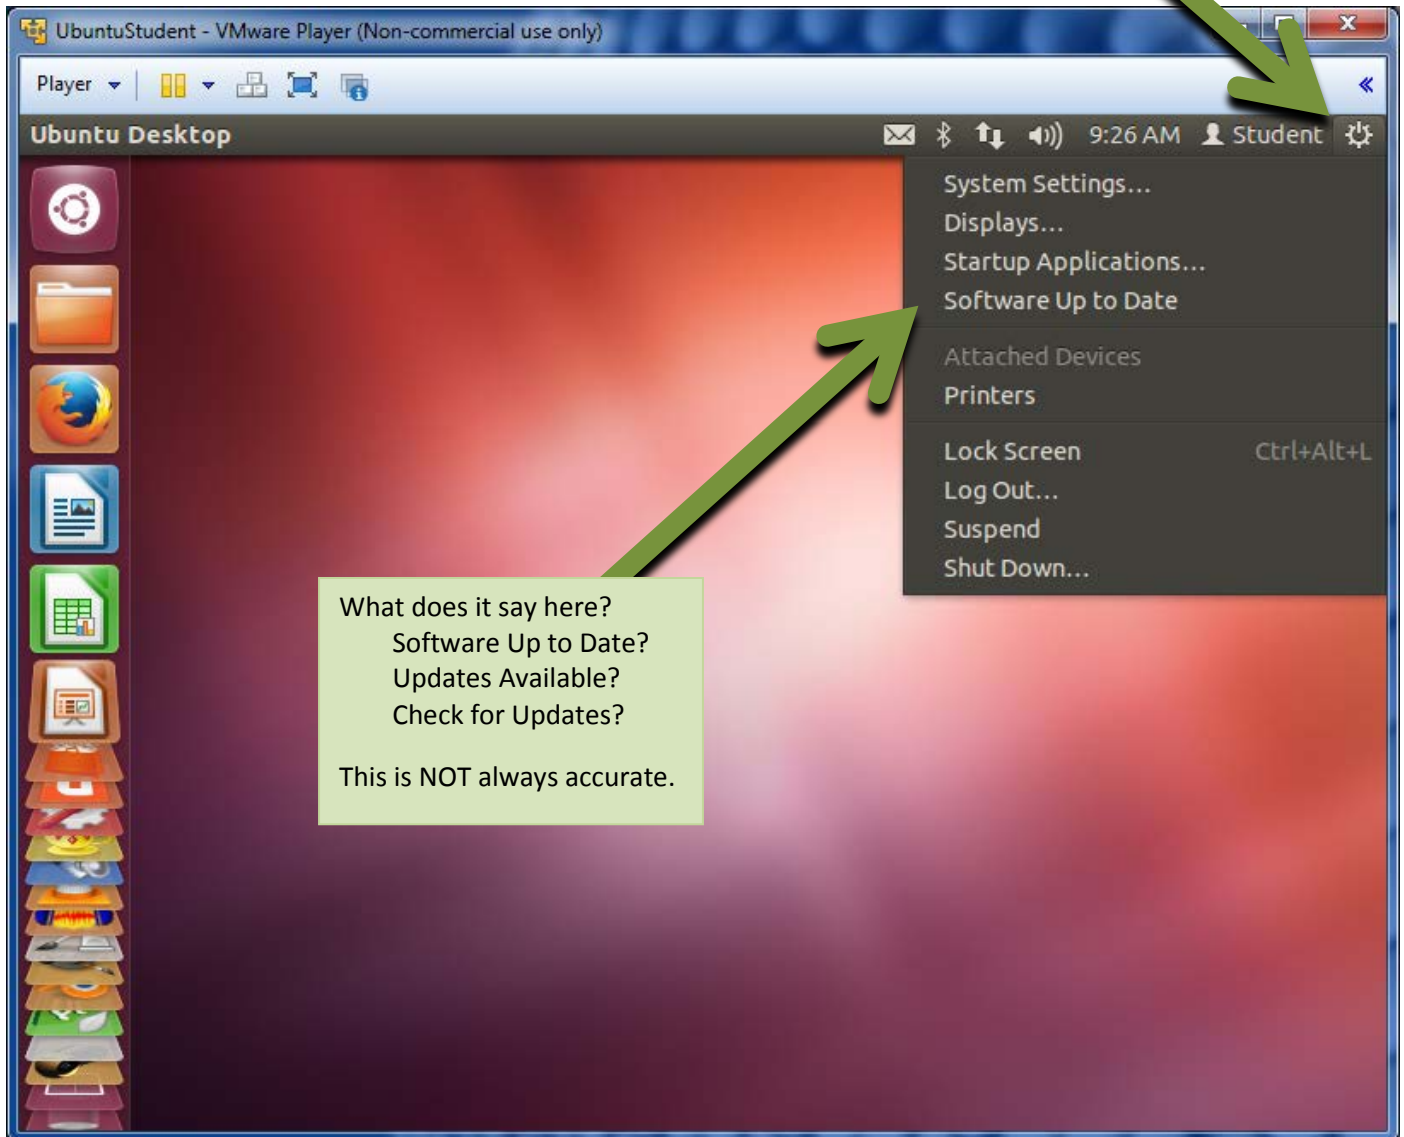 UbuntuStudent - VMware Player (Non-commercial use only)
Player
Ubuntu Desktop
9:26 AM Student
System Settings...
Displays...
Startup Applications...
Software Up to Date
Attached Devices
Printers
Lock Screen Ctrl+Alt+L
Log Out...
Suspend
Shut Down...
What does it say here?
Software Up to Date?
Updates Available?
Check for Updates?
This is NOT always accurate.